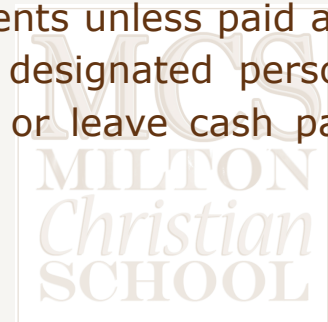 ents unless paid a
designated perso
or leave cash pa
MCS
MILTON
Christian
SCHOOL